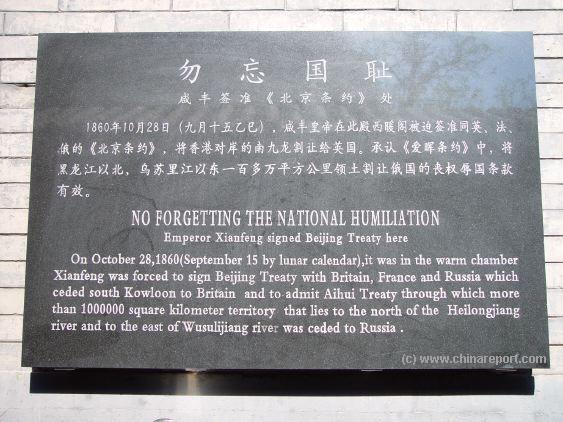 勿忘国耻
咸丰签准《北京条约》处
1860年10月28日（九月十五乙巳），咸丰皇帝在此殿西暖阁被迫签准同英、法、
俄的《北京条约》，将香港对岸的南九龙割让给英国。承认《爱晖条约》中，将
黑龙江以北，乌苏里江以东一百多万平方公里领土割让俄国的丧权辱国条款
有效。
NO FORGETTING THE NATIONAL HUMILIATION
Emperor Xianfeng signed Beijing Treaty here
On October 28,1860(September 15 by lunar calendar),it was in the warm chamber
Xianfeng was forced to sign Beijing Treaty with Britain, France and Russia which
ceded south Kowloon to Britain and to admit Aihui Treaty through which more
than 1000000 square kilometer territory that lies to the north of the Heilongjiang
river and to the east of Wusulijiang river was ceded to Russia .
(c) www.chinareport.com